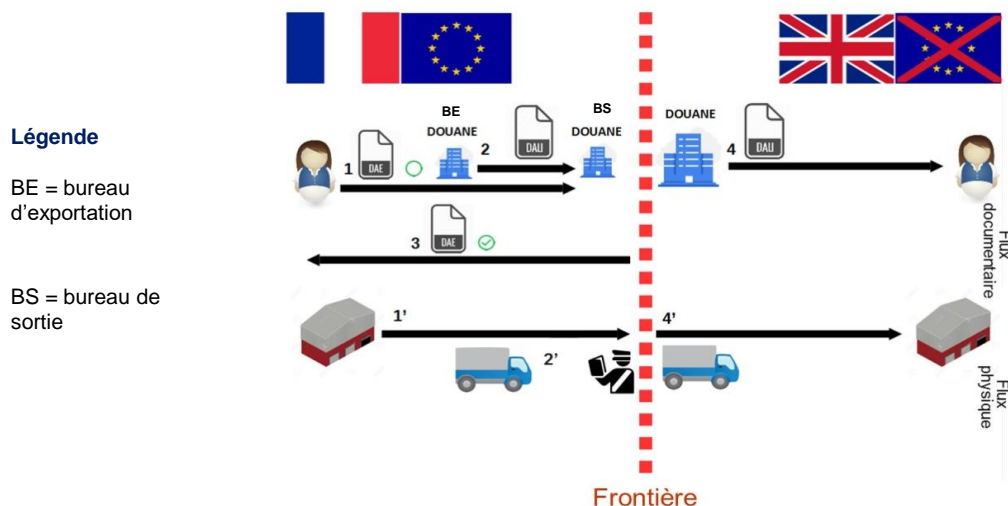 Légende
BE = bureau
d'exportation
BS = bureau de
sortie
BE
DOUANE
BS
DOUANE
DOUANE
1
DAE
2
DAU
4
DAU
3
DAE
1'
2'
4'
Flux
documentaire
Flux
physique
Frontière